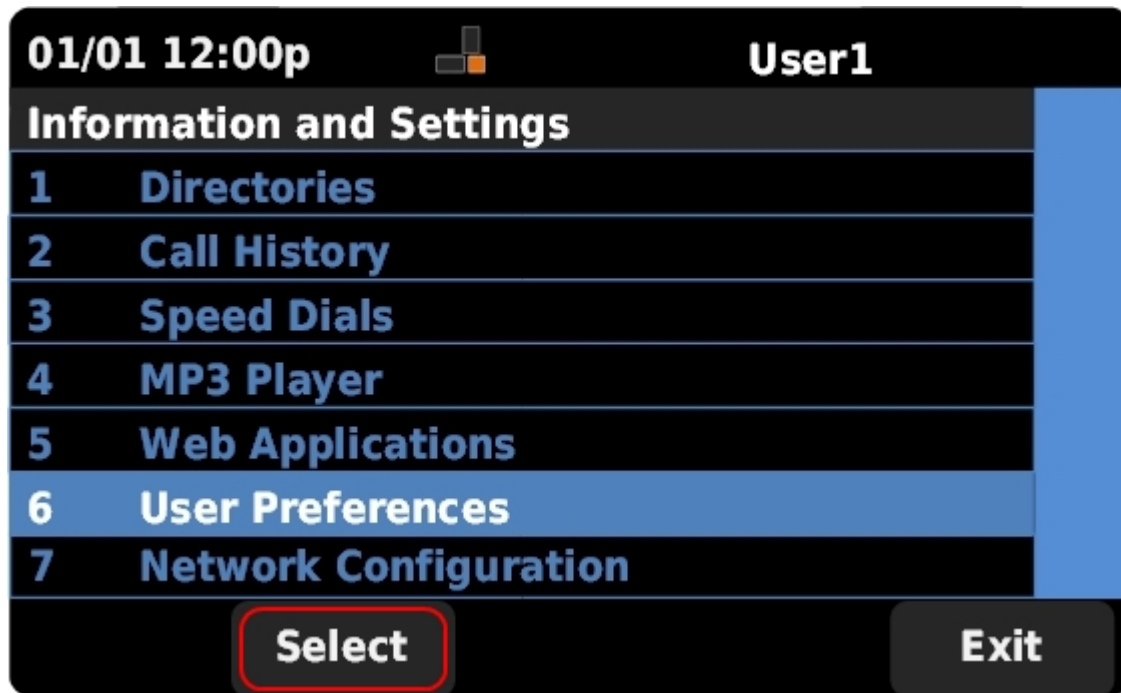 01/01 12:00p User1
Information and Settings
1 Directories
2 Call History
3 Speed Dials
4 MP3 Player
5 Web Applications
6 User Preferences
7 Network Configuration
Select Exit